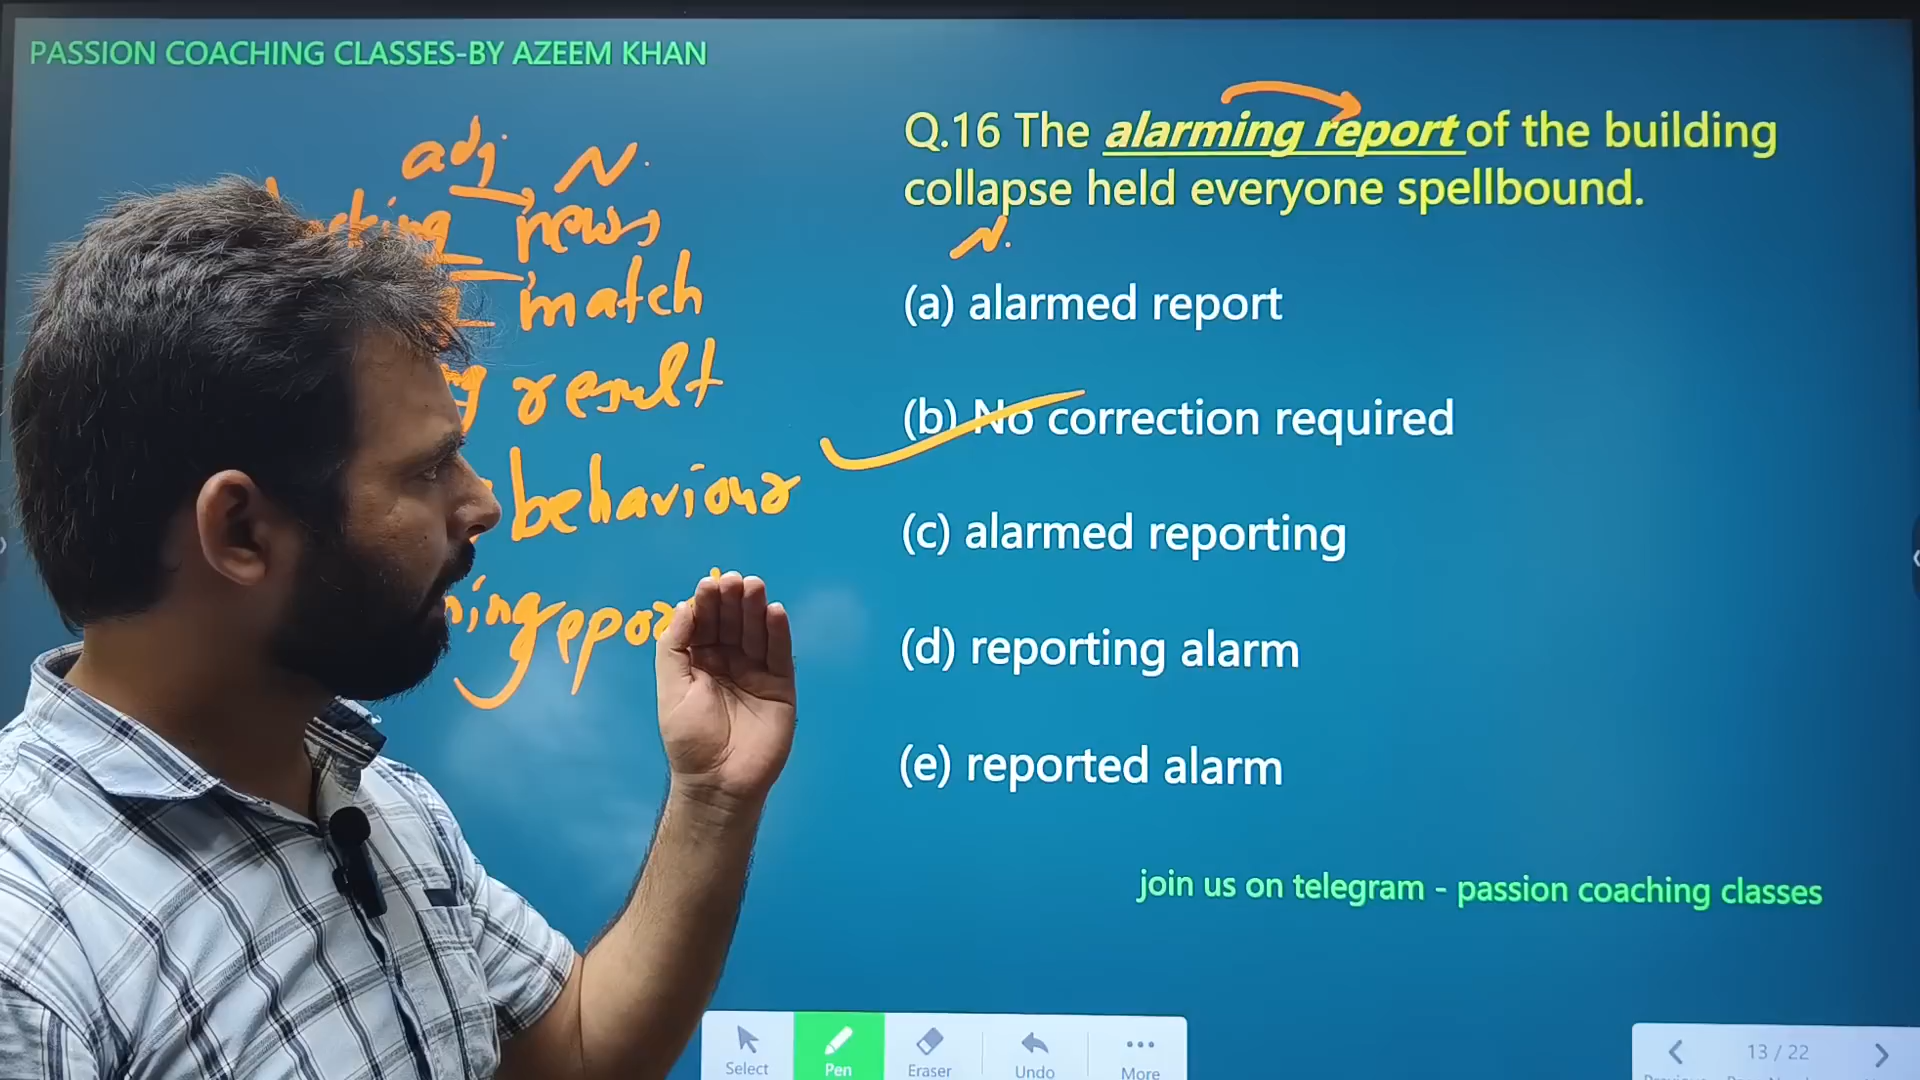 PASSION COACHING CLASSES-BY AZEEM KHAN
adj N.
news
match
result
behaviour
Q.16 The alarming report of the building
collapse held everyone spellbound.
N.
(a) alarmed report
(b) No correction required
(c) alarmed reporting
(d) reporting alarm
(e) reported alarm
join us on telegram - passion coaching classes
Select
Pen
Eraser
Undo
More
13 / 22